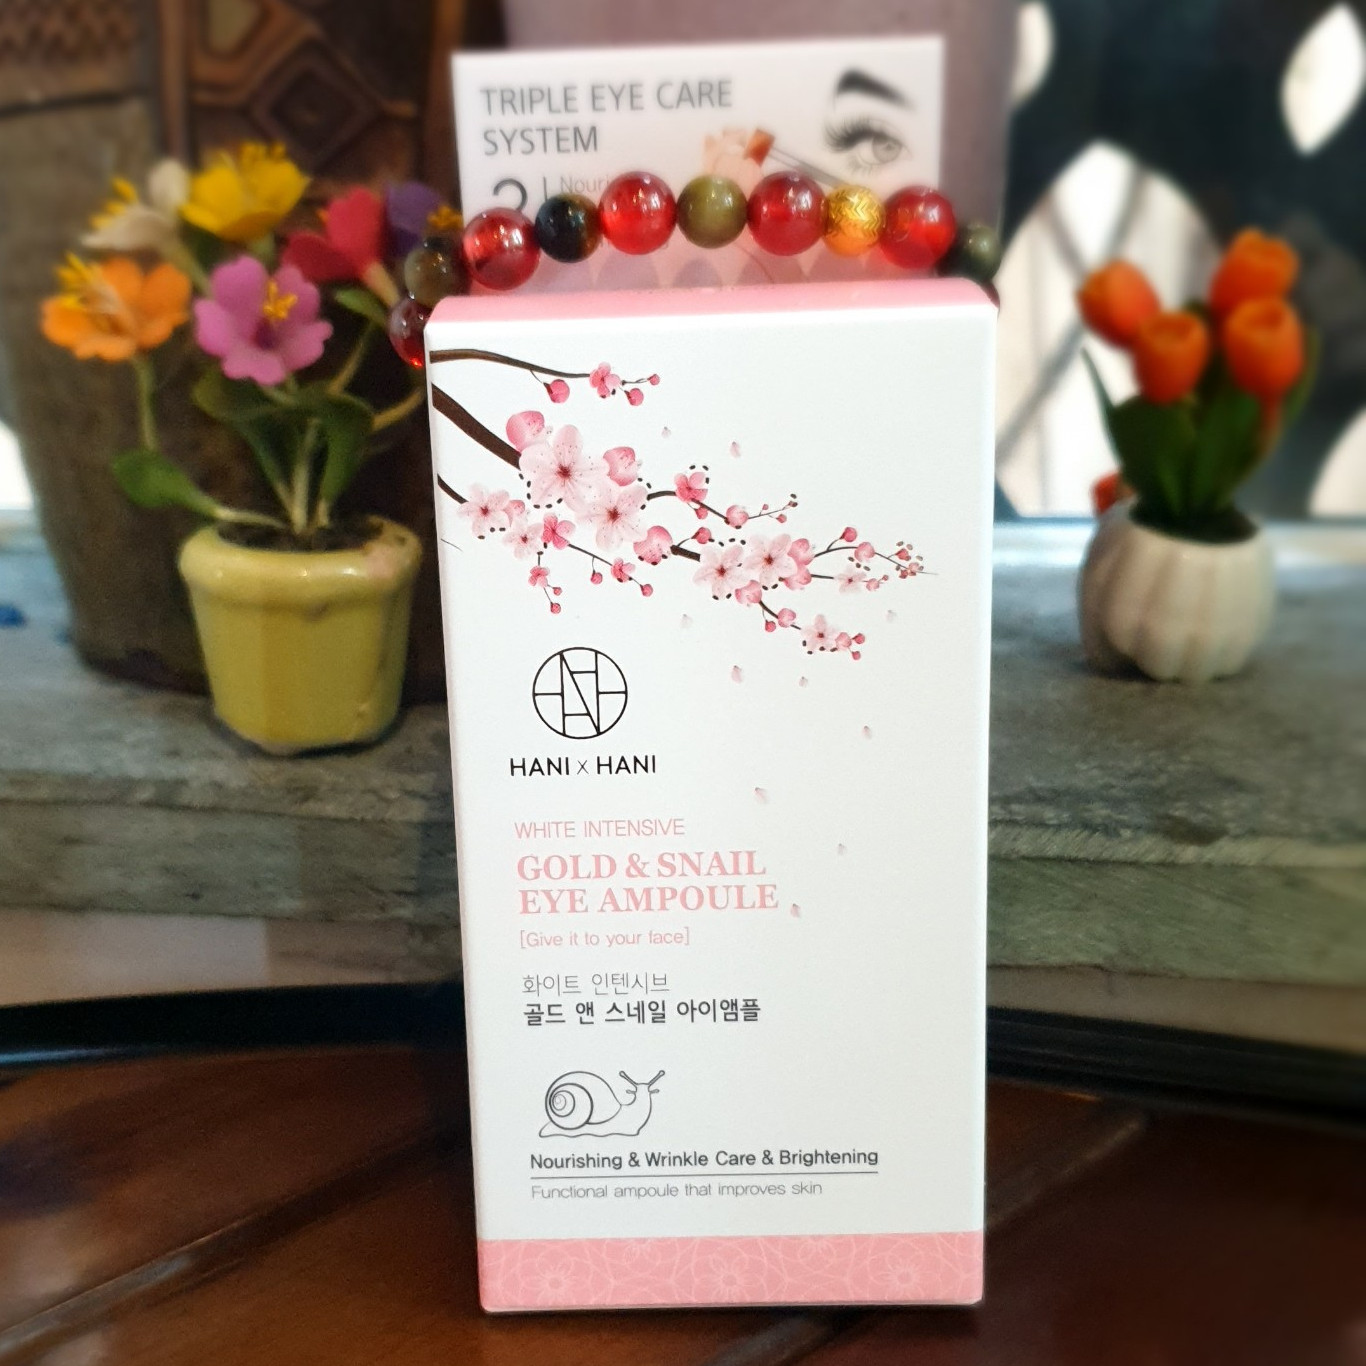 TRIPLE EYE CARE
SYSTEM
HANI x HANI
WHITE INTENSIVE
GOLD & SNAIL
EYE AMPOULE
[Give it to your face]
화이트 인텐시브
골드 앤 스네일 아이앰플
Nourishing & Wrinkle Care & Brightening
Functional ampoule that improves skin